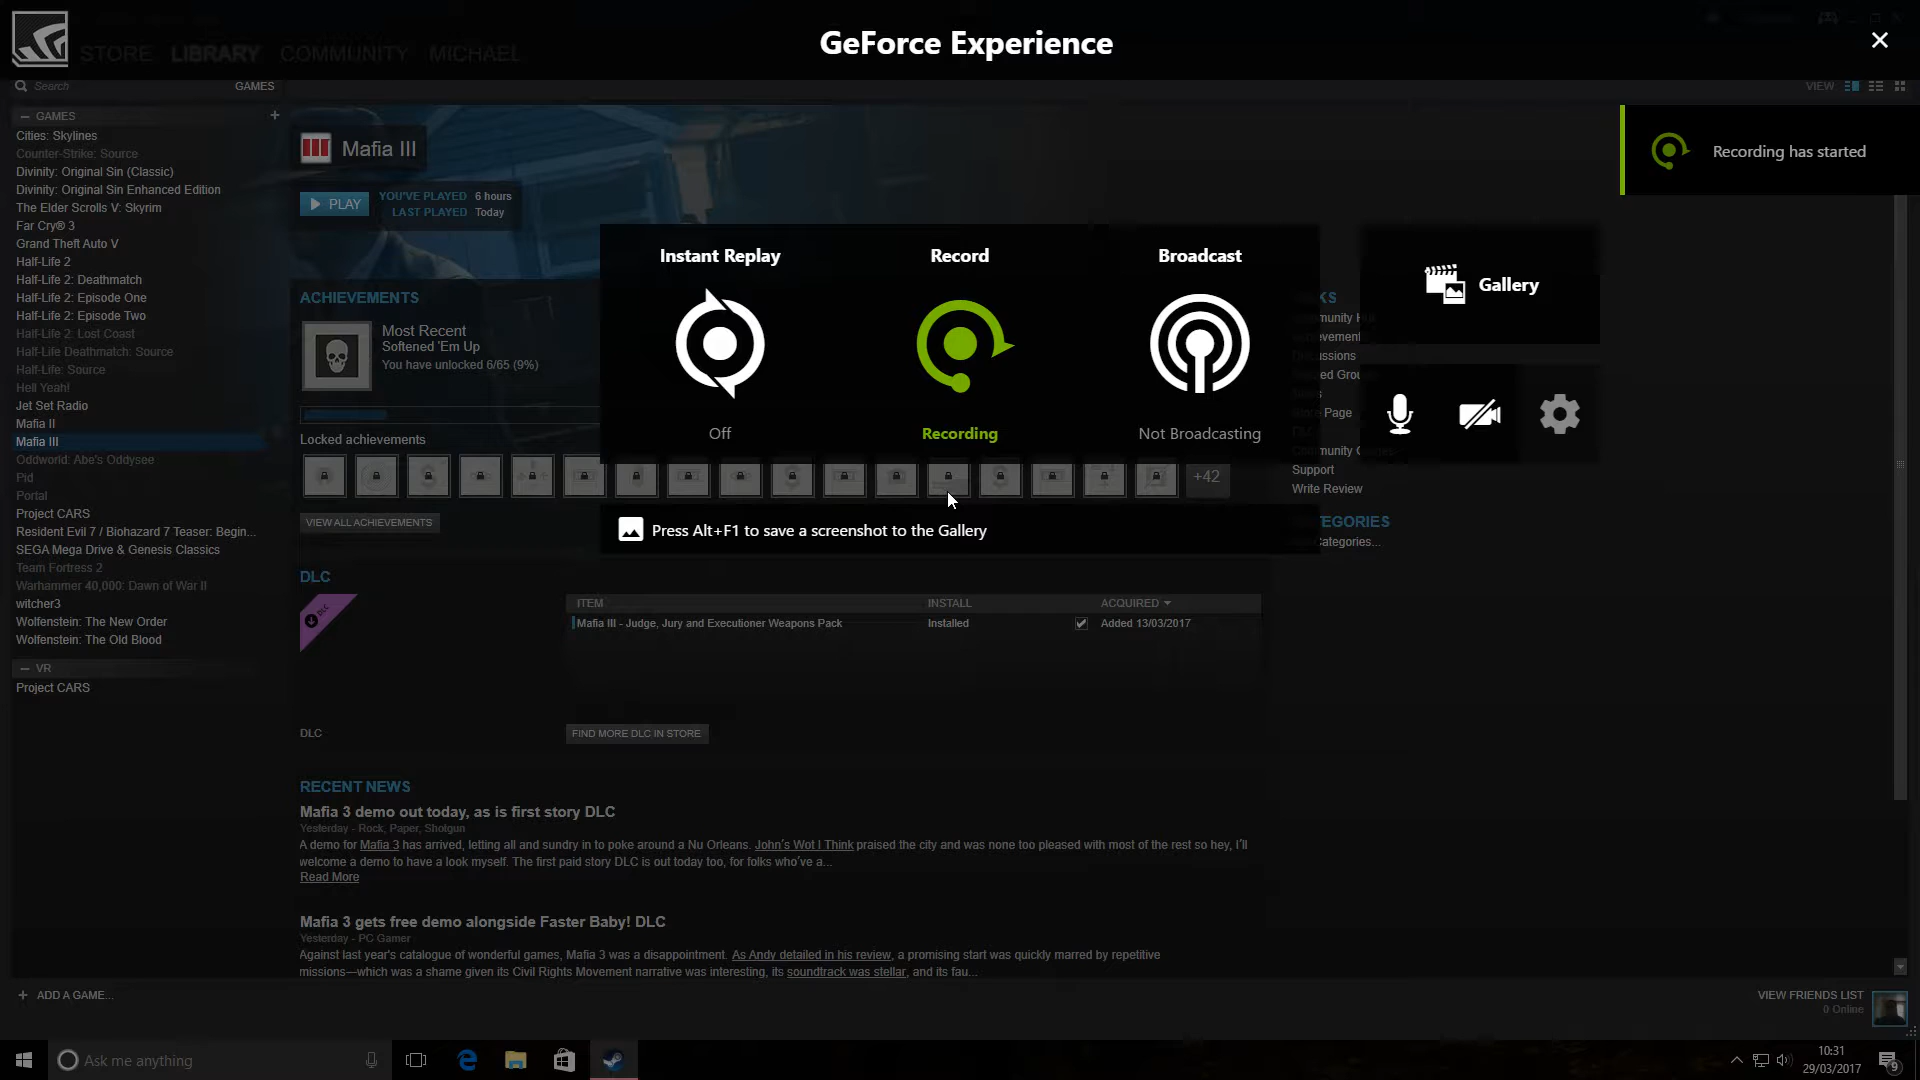 GeForce Experience
STORE LIBRARY COMMUNITY MICHAEL
Search GAMES
VIEW
Recording has started
GAMES
Cities: Skylines
Counter-Strike: Source
Divinity: Original Sin (Classic)
Divinity: Original Sin Enhanced Edition
The Elder Scrolls V: Skyrim
Far Cry® 3
Grand Theft Auto V
Half-Life 2
Half-Life 2: Deathmatch
Half-Life 2: Episode One
Half-Life 2: Episode Two
Half-Life 2: Lost Coast
Half-Life Deathmatch: Source
Half-Life: Source
Hell Yeah!
Jet Set Radio
Mafia II
Mafia III
Oddworld: Abe's Oddysee
Pid
Portal
Project CARS
Resident Evil 7 / Biohazard 7 Teaser: Begin...
SEGA Mega Drive & Genesis Classics
Team Fortress 2
Warhammer 40,000: Dawn of War II
witcher3
Wolfenstein: The New Order
Wolfenstein: The Old Blood
VR
Project CARS
Mafia III
PLAY
YOU'VE PLAYED 6 hours
LAST PLAYED Today
ACHIEVEMENTS
Most Recent
Softened 'Em Up
You have unlocked 6/65 (9%)
Locked achievements
+42
VIEW ALL ACHIEVEMENTS
Instant Replay
Off
Record
Recording
Broadcast
Not Broadcasting
Gallery
Press Alt+F1 to save a screenshot to the Gallery
Support
Write Review
DLC
DLC
ITEM INSTALL ACQUIRED
Mafia III - Judge, Jury and Executioner Weapons Pack Installed Added 13/03/2017
DLC
FIND MORE DLC IN STORE
RECENT NEWS
Mafia 3 demo out today, as is first story DLC
Yesterday - Rock, Paper, Shotgun
A demo for Mafia 3 has arrived, letting all and sundry in to poke around a Nu Orleans. John's Wot I Think praised the city and was none too pleased with most of the rest so hey, I'll
welcome a demo to have a look myself. The first paid story DLC is out today too, for folks who've a...
Read More
Mafia 3 gets free demo alongside Faster Baby! DLC
Yesterday - PC Gamer
Against last year's catalogue of wonderful games, Mafia 3 was a disappointment. As Andy detailed in his review, a promising start was quickly marred by repetitive
missions—which was a shame given its Civil Rights Movement narrative was interesting, its soundtrack was stellar, and its fau...
+ ADD A GAME...
VIEW FRIENDS LIST
0 Online
Ask me anything
10:31
29/03/2017
9